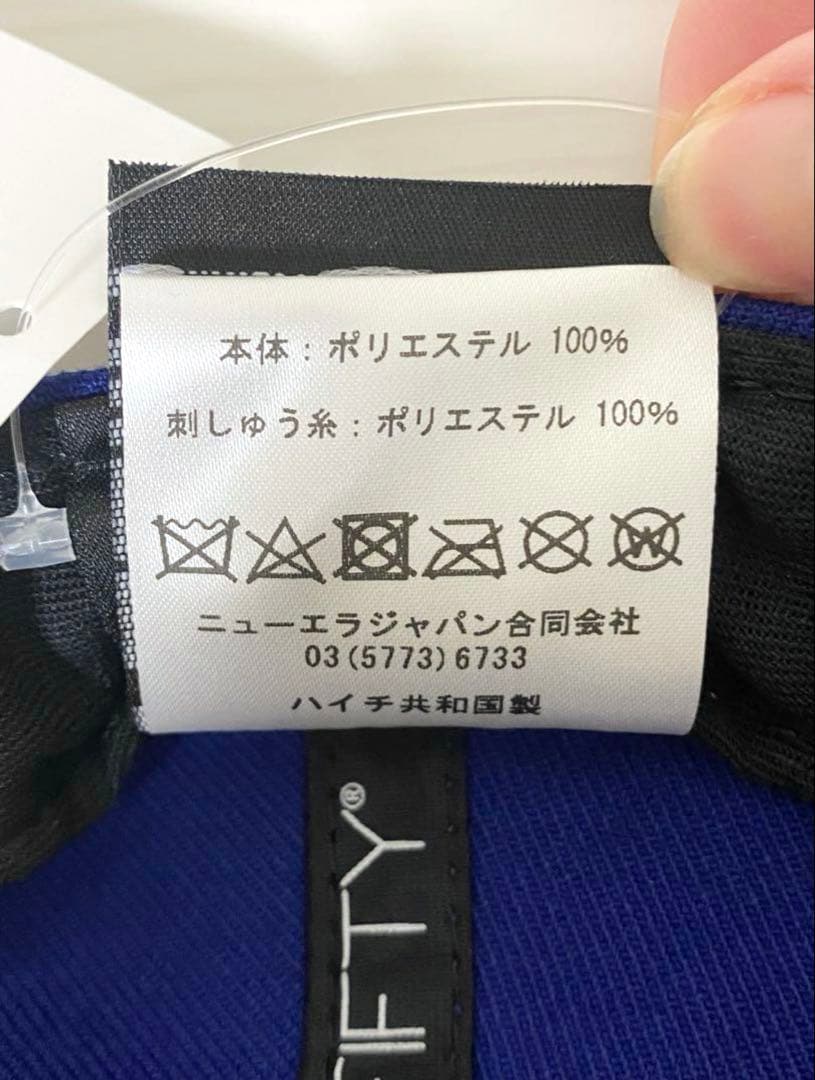 本体：ポリエステル 100%
刺しゅう糸：ポリエステル 100%
W
ニューエラジャパン合同会社
03(5773)6733
ハイチ共和国製
FIFTY®